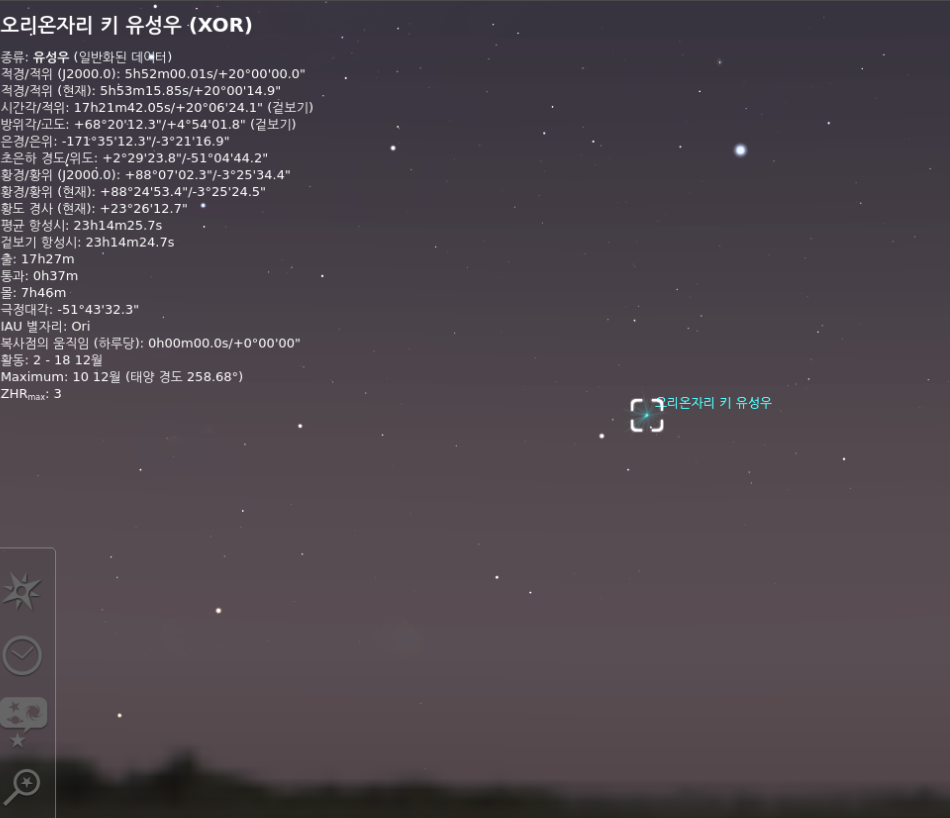 오리온자리 키 유성우 (XOR)
종류: 유성우 (일반화된 데이터)
적경/적위 (J2000.0): 5h52m00.01s/+20°00'00.0"
적경/적위 (현재): 5h53m15.85s/+20°00'14.9"
시간각/적위: 17h21m42.05s/+20°06'24.1" (겉보기)
방위각/고도: +68°20'12.3"/+4°54'01.8" (겉보기)
은경/은위: -171°35'12.3"/-3°21'16.9"
초은하 경도/위도: +2°29'23.8"/-51°04'44.2"
황경/황위 (J2000.0): +88°07'02.3"/-3°25'34.4"
황경/황위 (현재): +88°24'53.4"/-3°25'24.5"
황도 경사 (현재): +23°26'12.7"
평균 항성시: 23h14m25.7s
겉보기 항성시: 23h14m24.7s
출: 17h27m
통과: 0h37m
몰: 7h46m
극정대각: -51°43'32.3"
IAU 별자리: Ori
복사점의 움직임 (하루당): 0h00m00.0s/+0°00'00"
활동: 2 - 18 12월
Maximum: 10 12월 (태양 경도 258.68°)
ZHRmax: 3
오리온자리 키 유성우